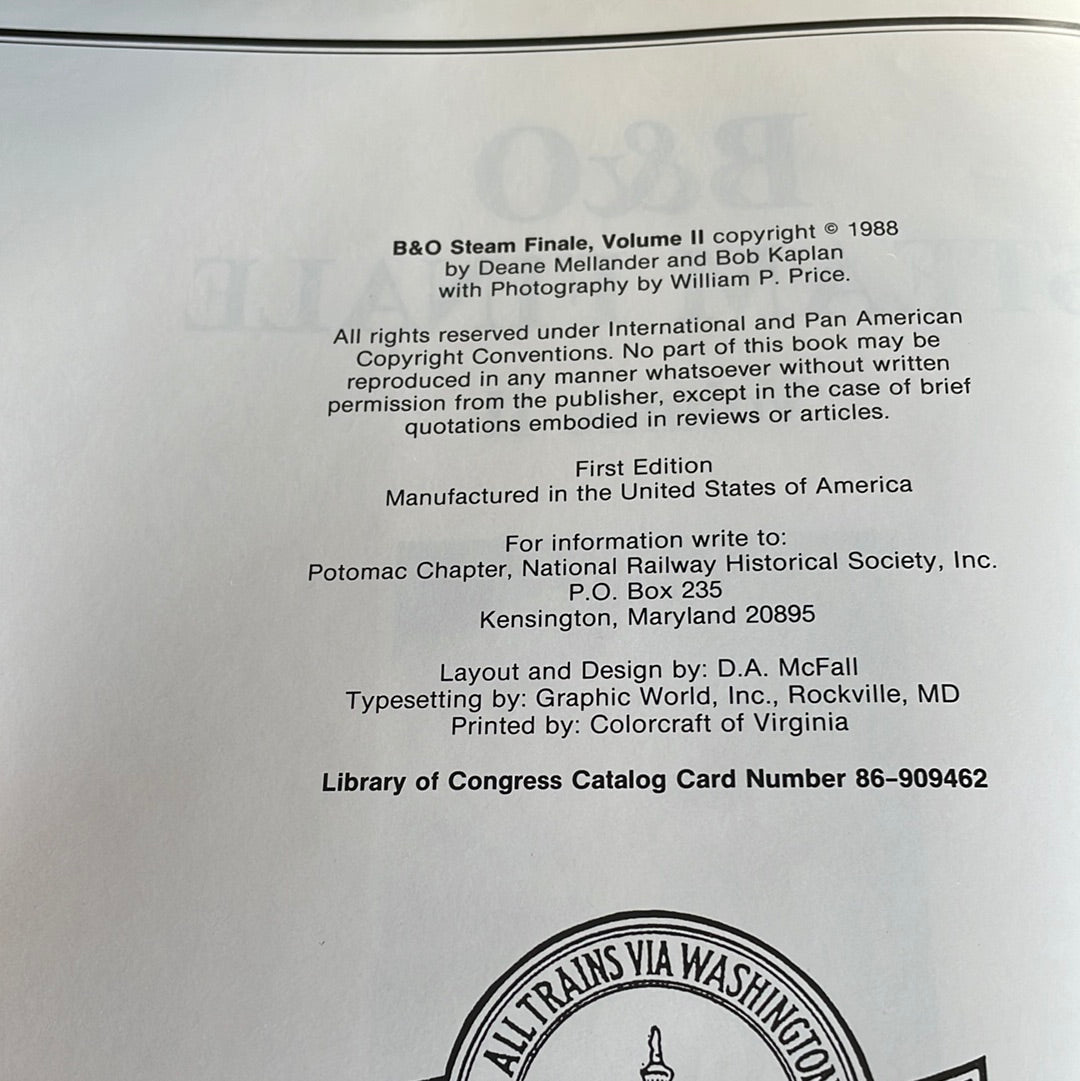 B&O
STEAM FINALE
B&O Steam Finale, Volume II copyright © 1988
by Deane Mellander and Bob Kaplan
with Photography by William P. Price.
All rights reserved under International and Pan American
Copyright Conventions. No part of this book may be
reproduced in any manner whatsoever without written
permission from the publisher, except in the case of brief
quotations embodied in reviews or articles.
First Edition
Manufactured in the United States of America
For information write to:
Potomac Chapter, National Railway Historical Society, Inc.
P.O. Box 235
Kensington, Maryland 20895
Layout and Design by: D.A. McFall
Typesetting by: Graphic World, Inc., Rockville, MD
Printed by: Colorcraft of Virginia
Library of Congress Catalog Card Number 86-909462
ALL TRAINS VIA WASHINGTON